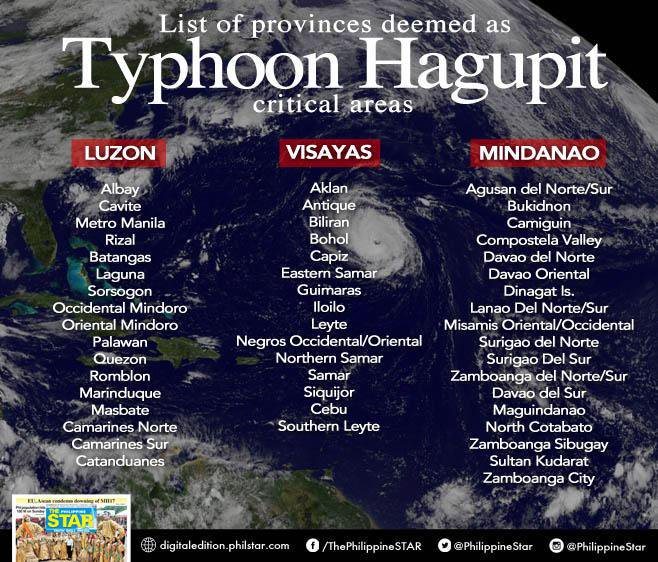 List of provinces deemed as
Typhoon Hagupit
critical areas
LUZON
Albay
Cavite
Metro Manila
Rizal
Batangas
Laguna
Sorsogon
Occidental Mindoro
Oriental Mindoro
Palawan
Quezon
Romblon
Marinduque
Masbate
Camarines Norte
Camarines Sur
Catanduanes
VISAYAS
Aklan
Antique
Biliran
Bohol
Capiz
Eastern Samar
Guimaras
Iloilo
Leyte
Negros Occidental/Oriental
Northern Samar
Samar
Siquijor
Cebu
Southern Leyte
MINDANAO
Agusan del Norte/Sur
Bukidnon
Camiguin
Compostela Valley
Davao del Norte
Davao Oriental
Dinagat Is.
Lanao Del Norte/Sur
Misamis Oriental/Occidental
Surigao del Norte
Surigao Del Sur
Zamboanga del Norte/Sur
Davao del Sur
Maguindanao
North Cotabato
Zamboanga Sibugay
Sultan Kudarat
Zamboanga City
EU, Asean condemn downing of MH17
THE PHILIPPINE
STAR
digitaledition.philstar.com
/ThePhilippineSTAR
@PhilippineStar
@PhilippineStar